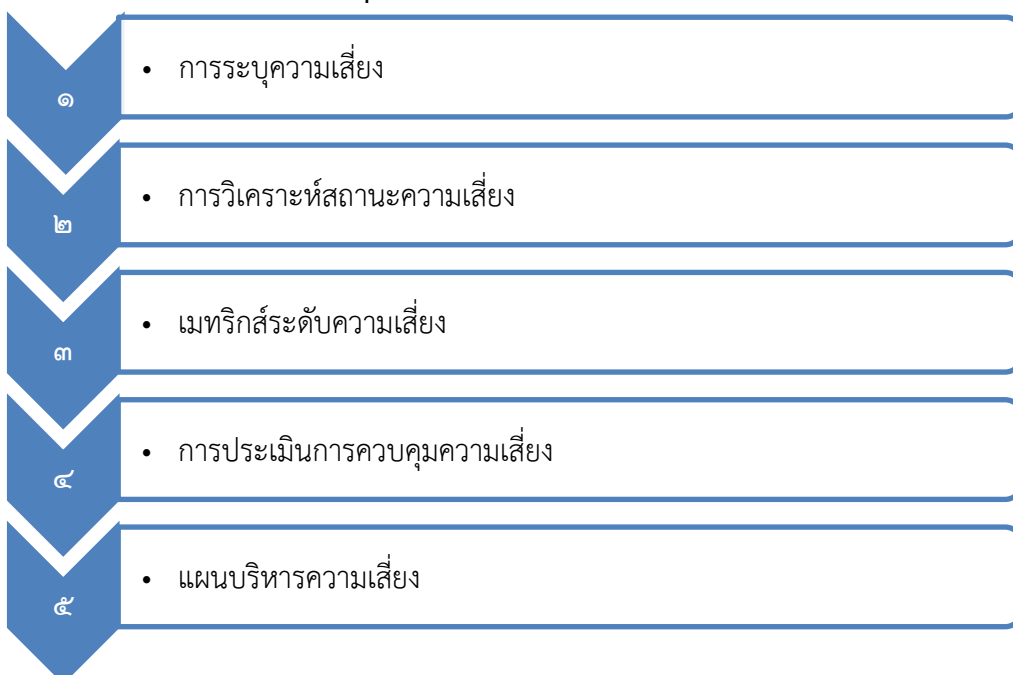 ๑
• การระบุความเสี่ยง
๒
• การวิเคราะห์สถานะความเสี่ยง
๓
• เมทริกส์ระดับความเสี่ยง
๔
• การประเมินการควบคุมความเสี่ยง
๕
• แผนบริหารความเสี่ยง